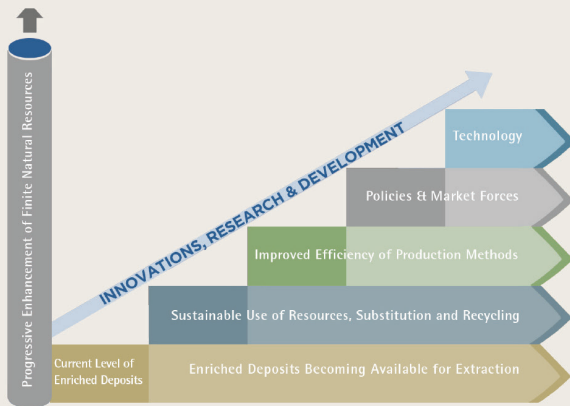 Progressive Enhancement of Finite Natural Resources
INNOVATIONS, RESEARCH & DEVELOPMENT
Technology
Policies & Market Forces
Improved Efficiency of Production Methods
Sustainable Use of Resources, Substitution and Recycling
Current Level of
Enriched Deposits
Enriched Deposits Becoming Available for Extraction